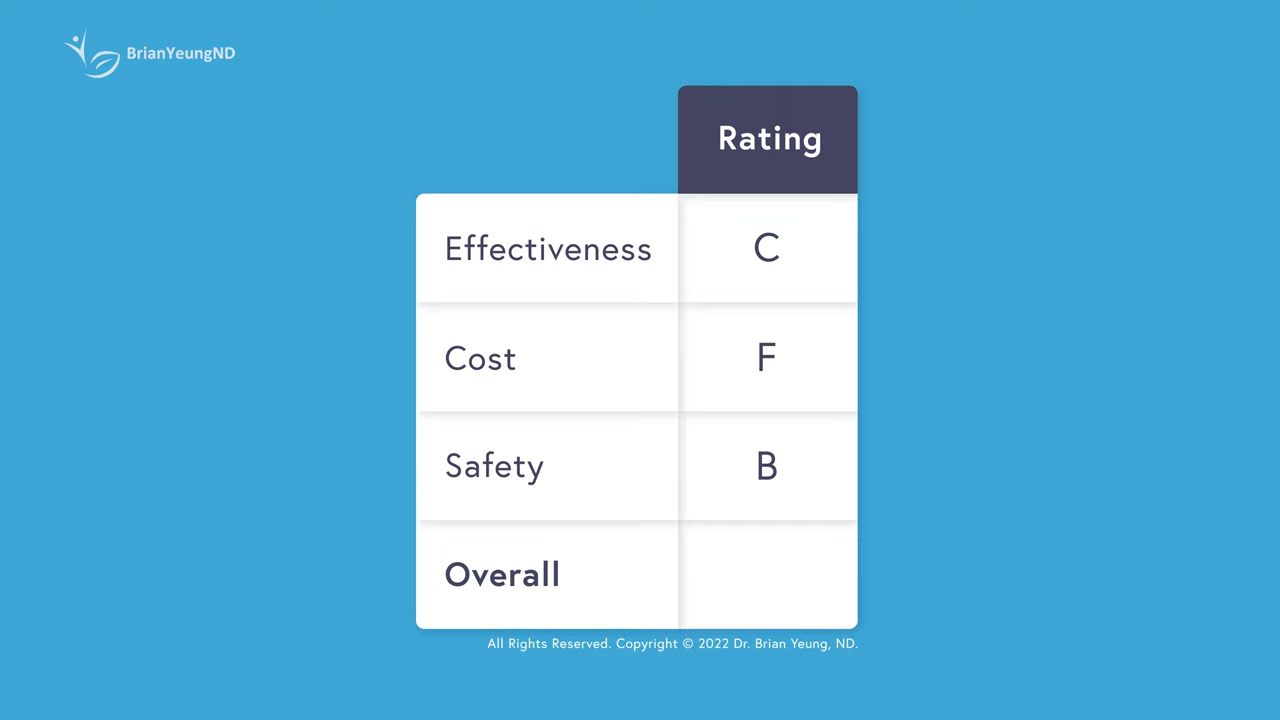 BrianYeungND
Rating
Effectiveness C
Cost F
Safety B
Overall
All Rights Reserved. Copyright © 2022 Dr. Brian Yeung, ND.